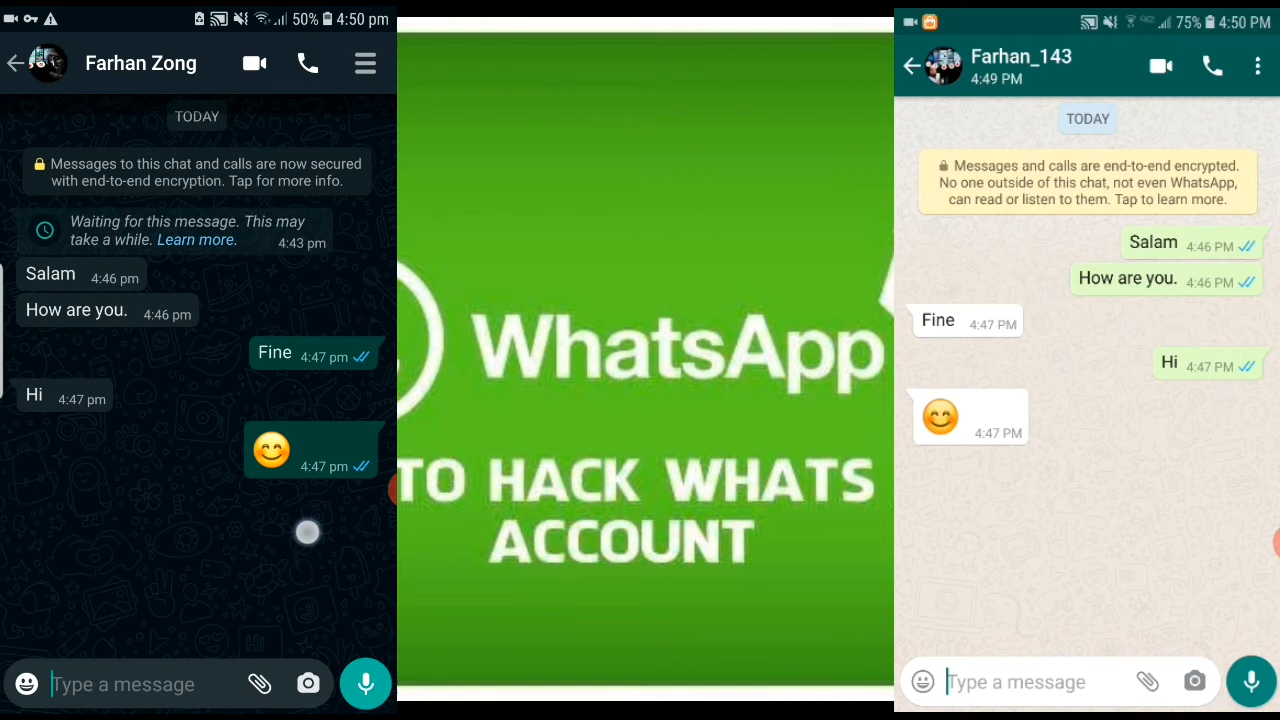 50% 4:50 pm
Farhan Zong
TODAY
Messages to this chat and calls are now secured
with end-to-end encryption. Tap for more info.
Waiting for this message. This may
take a while. Learn more.
4:43 pm
Salam 4:46 pm
How are you. 4:46 pm
Fine 4:47 pm
Hi 4:47 pm
4:47 pm
Type a message
WhatsApp
TO HACK WHATS
ACCOUNT
75% 4:50 PM
Farhan_143
4:49 PM
TODAY
Messages and calls are end-to-end encrypted.
No one outside of this chat, not even WhatsApp,
can read or listen to them. Tap to learn more.
Salam 4:46 PM
How are you. 4:46 PM
Fine 4:47 PM
Hi 4:47 PM
4:47 PM
Type a message